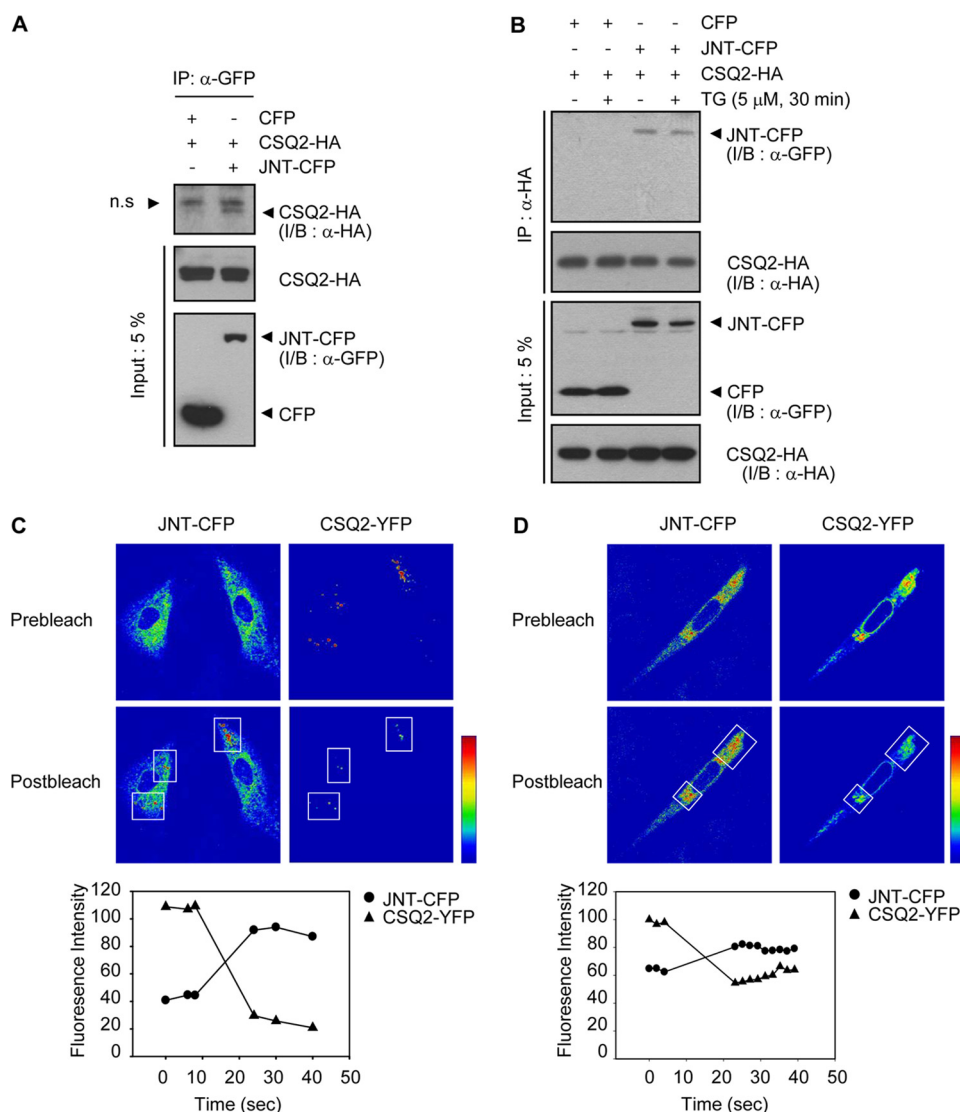 A
IP: α-GFP
+ - CFP
+ + CSQ2-HA
- + JNT-CFP
n.s
CSQ2-HA
(I/B : α-HA)
CSQ2-HA
JNT-CFP
(I/B : α-GFP)
CFP
Input : 5 %
B
+ + - - CFP
- - + + JNT-CFP
+ + + + CSQ2-HA
- + - + TG (5 μM, 30 min)
JNT-CFP
(I/B : α-GFP)
IP : α-HA
CSQ2-HA
(I/B : α-HA)
JNT-CFP
CFP
(I/B : α-GFP)
Input : 5 %
CSQ2-HA
(I/B : α-HA)
C
JNT-CFP CSQ2-YFP
Prebleach
Postbleach
120
100
80
60
40
20
0
Fluoresence Intensity
JNT-CFP
CSQ2-YFP
0 10 20 30 40 50
Time (sec)
D
JNT-CFP CSQ2-YFP
Prebleach
Postbleach
120
100
80
60
40
20
0
Fluoresence Intensity
JNT-CFP
CSQ2-YFP
0 10 20 30 40 50
Time (sec)